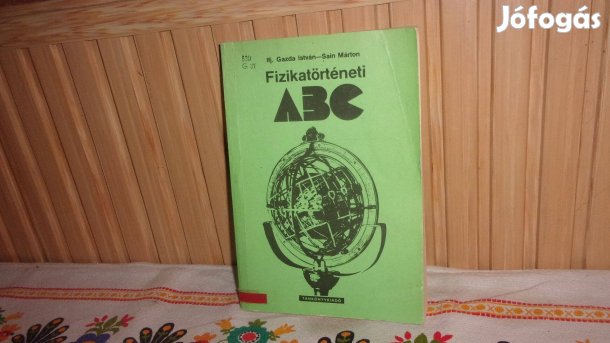 Jófogás
Ifj. Gazda István—Sain Márton
Fizikatörténeti
ABC
TANKÖNYVKIADÓ